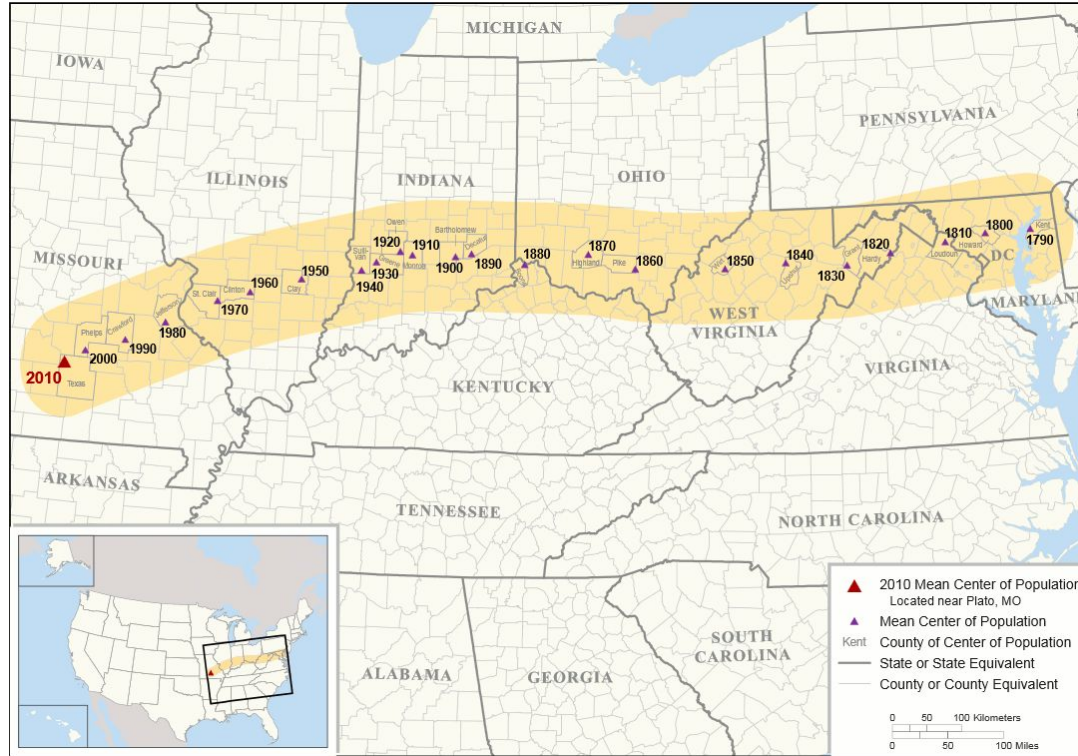 MICHIGAN
IOWA
PENNSYLVANIA
ILLINOIS
INDIANA
OHIO
MISSOURI
WEST
VIRGINIA
MARYLAND
DC
VIRGINIA
KENTUCKY
ARKANSAS
TENNESSEE
NORTH CAROLINA
ALABAMA
GEORGIA
SOUTH
CAROLINA
1790
Kent
1800
Howard
1810
Loudoun
1820
Hardy
1830
Grant
1840
Upshur
1850
Wirt
1860
Pike
1870
Highland
1880
1890
Decatur
1900
Bartholomew
1910
Monroe
1920
Owen
1930
Greene
1940
Sulli-
van
1950
Clay
1960
Clinton
1970
St. Clair
1980
Jefferson
1990
Crawford
2000
Phelps
2010
Texas
2010 Mean Center of Population
Located near Plato, MO
Mean Center of Population
Kent County of Center of Population
State or State Equivalent
County or County Equivalent
0 50 100 Kilometers
0 50 100 Miles